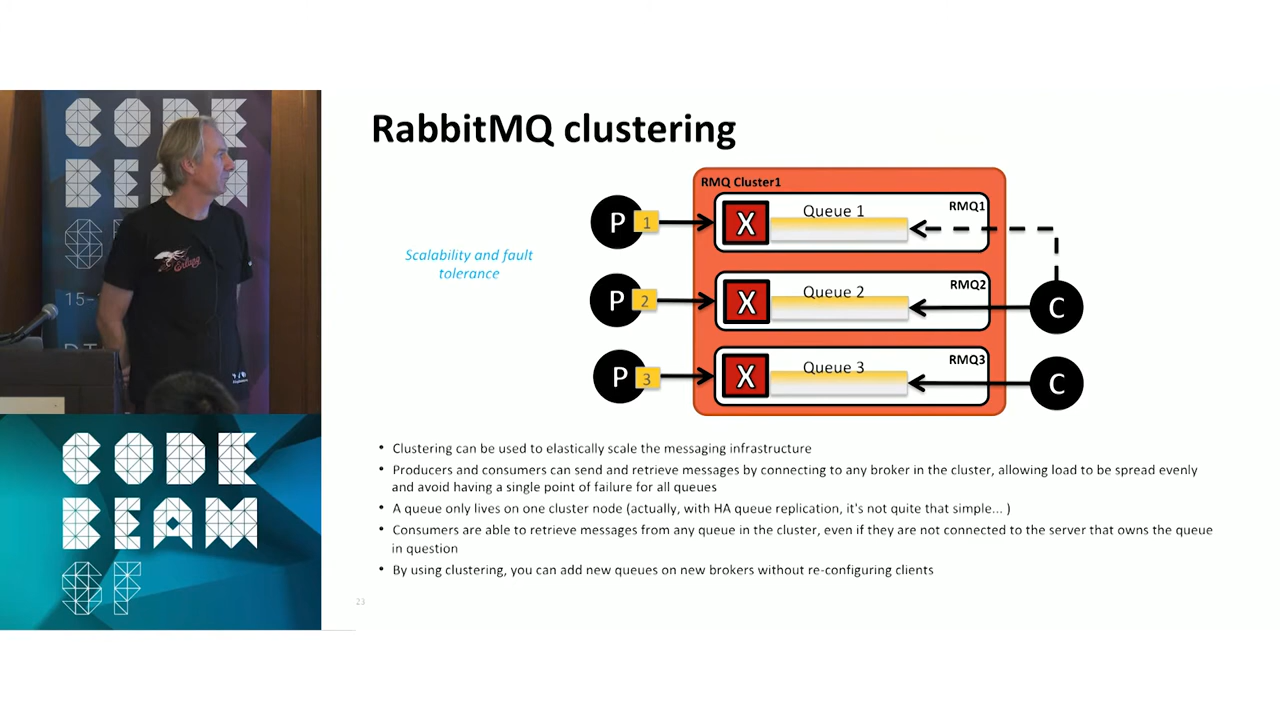 CODE
BEAM
SF
15-
Erlang
RabbitMQ clustering
Scalability and fault
tolerance
RMQ Cluster1
P 1
X
Queue 1
RMQ1
P 2
X
Queue 2
RMQ2
C
P 3
X
Queue 3
RMQ3
C
• Clustering can be used to elastically scale the messaging infrastructure
• Producers and consumers can send and retrieve messages by connecting to any broker in the cluster, allowing load to be spread evenly
and avoid having a single point of failure for all queues
• A queue only lives on one cluster node (actually, with HA queue replication, it's not quite that simple... )
• Consumers are able to retrieve messages from any queue in the cluster, even if they are not connected to the server that owns the queue
in question
• By using clustering, you can add new queues on new brokers without re-configuring clients
23
CODE
BEAM
SF